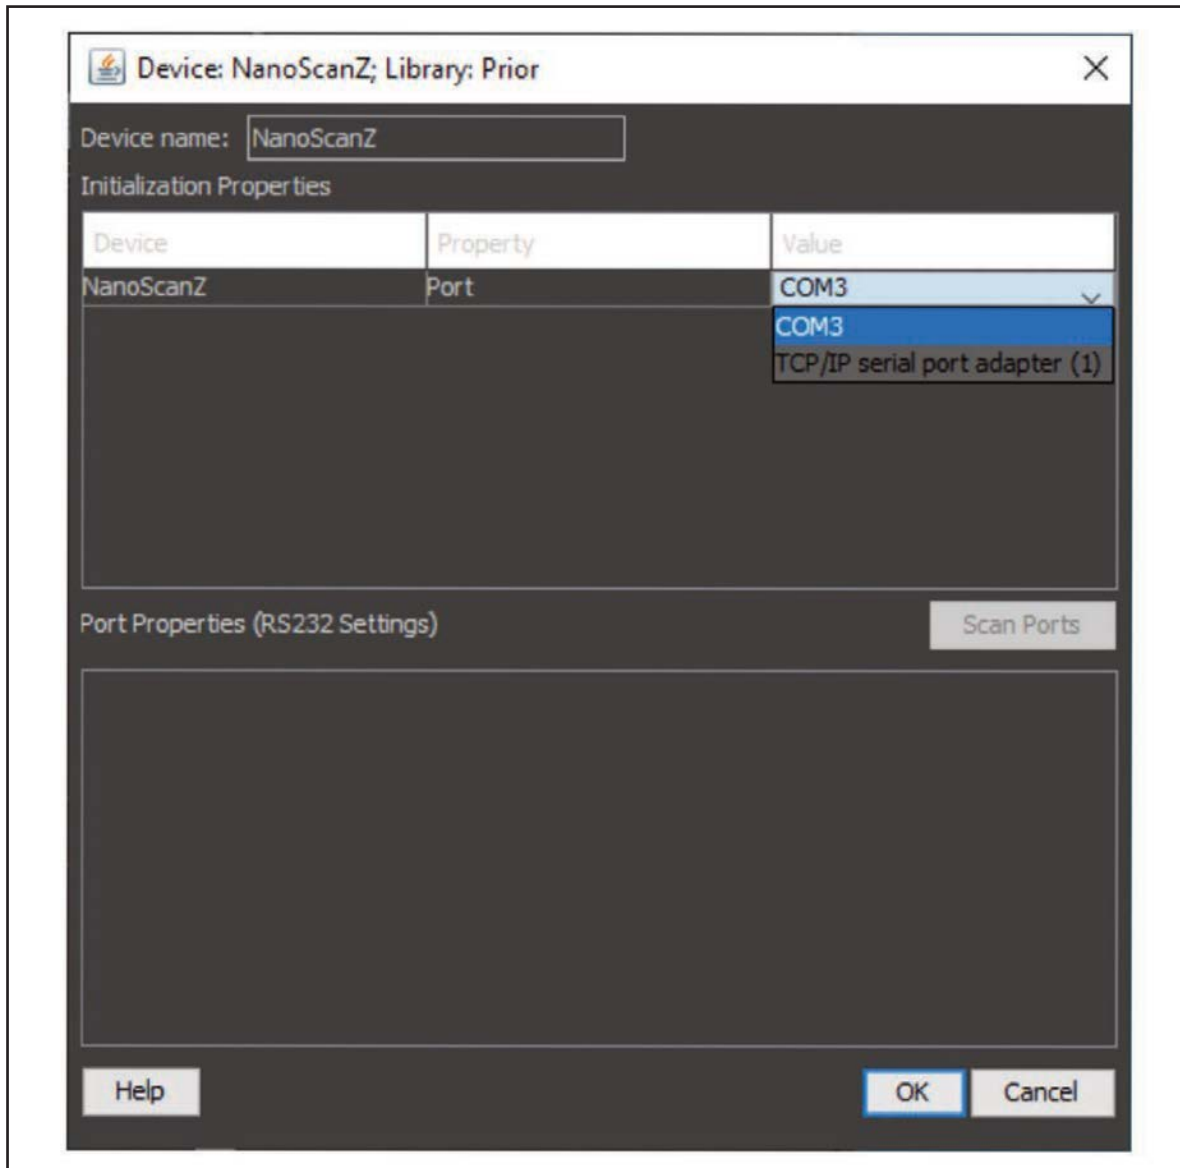 Device: NanoScanZ; Library: Prior
Device name: NanoScanZ
Initialization Properties
Device Property Value
NanoScanZ Port COM3
COM3
TCP/IP serial port adapter (1)
Port Properties (RS232 Settings) Scan Ports
Help OK Cancel